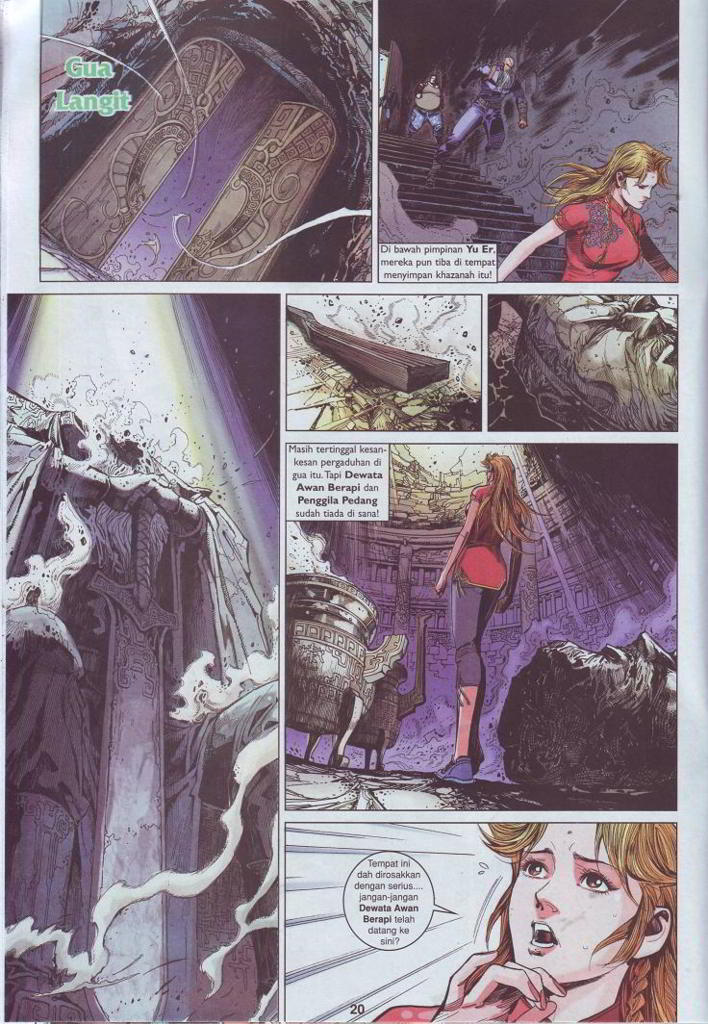 Gua
Langit
Di bawah pimpinan Yu Er,
mereka pun tiba di tempat
menyimpan khazanah itu!
Masih tertinggal kesan-
kesan pergaduhan di
gua itu. Tapi Dewata
Awan Berapi dan
Penggila Pedang
sudah tiada di sana!
Tempat ini
dah dirosakkan
dengan serius....
jangan-jangan
Dewata Awan
Berapi telah
datang ke
sini?
20